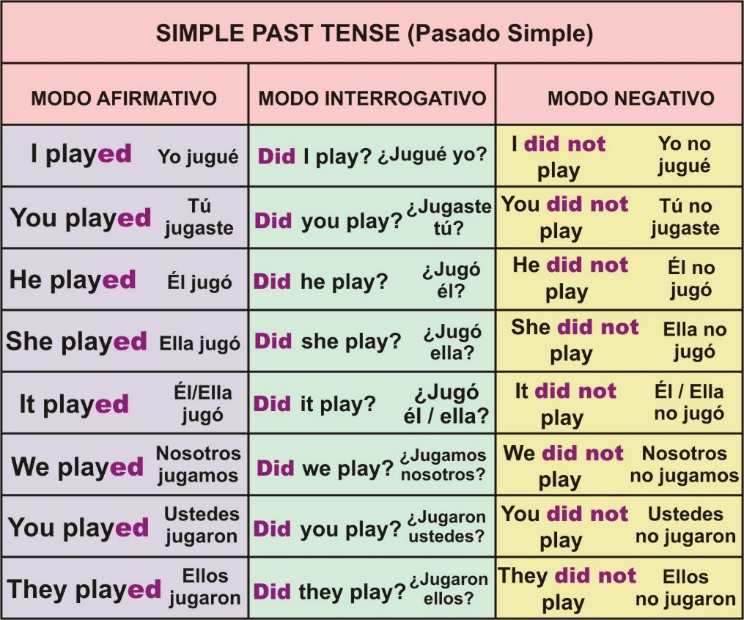 SIMPLE PAST TENSE (Pasado Simple)
MODO AFIRMATIVO
MODO INTERROGATIVO
MODO NEGATIVO
I played
Yo jugué
Did I play?
¿Jugué yo?
I did not
play
Yo no
jugué
You played
Tú
jugaste
Did you play?
¿Jugaste
tú?
You did not
play
Tú no
jugaste
He played
Él jugó
Did he play?
¿Jugó
él?
He did not
play
Él no
jugó
She played
Ella jugó
Did she play?
¿Jugó
ella?
She did not
play
Ella no
jugó
It played
Él/Ella
jugó
Did it play?
¿Jugó
él / ella?
It did not
play
Él / Ella
no jugó
We played
Nosotros
jugamos
Did we play?
¿Jugamos
nosotros?
We did not
play
Nosotros
no jugamos
You played
Ustedes
jugaron
Did you play?
¿Jugaron
ustedes?
You did not
play
Ustedes
no jugaron
They played
Ellos
jugaron
Did they play?
¿Jugaron
ellos?
They did not
play
Ellos
no jugaron